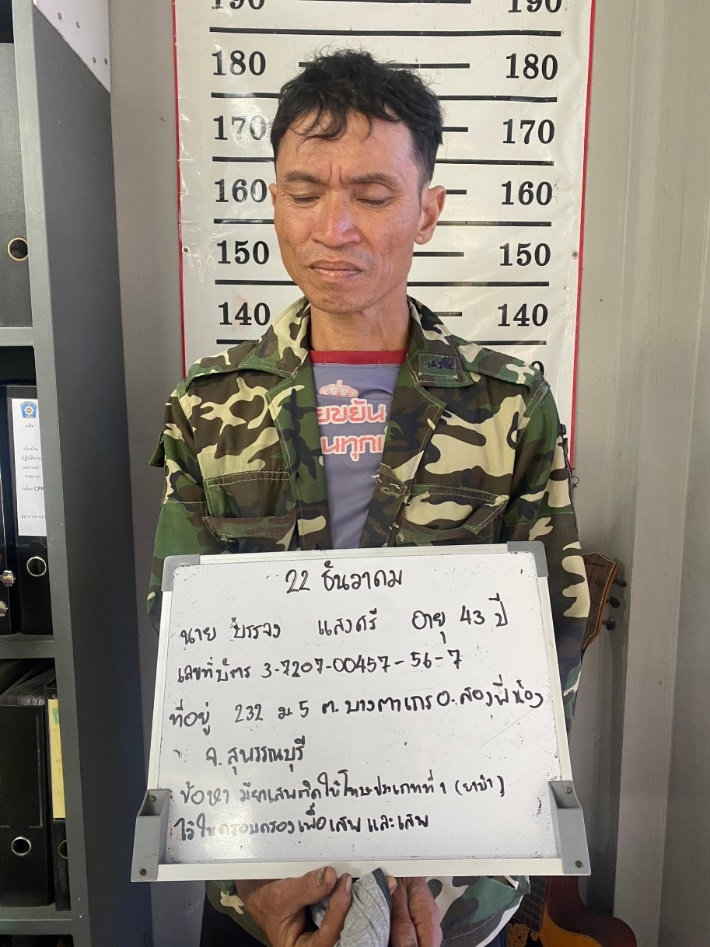 190 190
180 180
170 170
160 160
150 150
140 140
ยขยัน
นทุก
22 ธันวาคม
นาย บรรจง แสงศรี อายุ 43 ปี
เลขที่บัตร 3-7207-00457-56-7
ที่อยู่ 232 ม 5 ต. บางตาเถร อ. สองพี่น้อง
จ. สุพรรณบุรี
ข้อหา มียาเสพติดให้โทษประเภทที่ 1 (ยาบ้า)
ไว้ในครอบครองเพื่อเสพ และเสพ